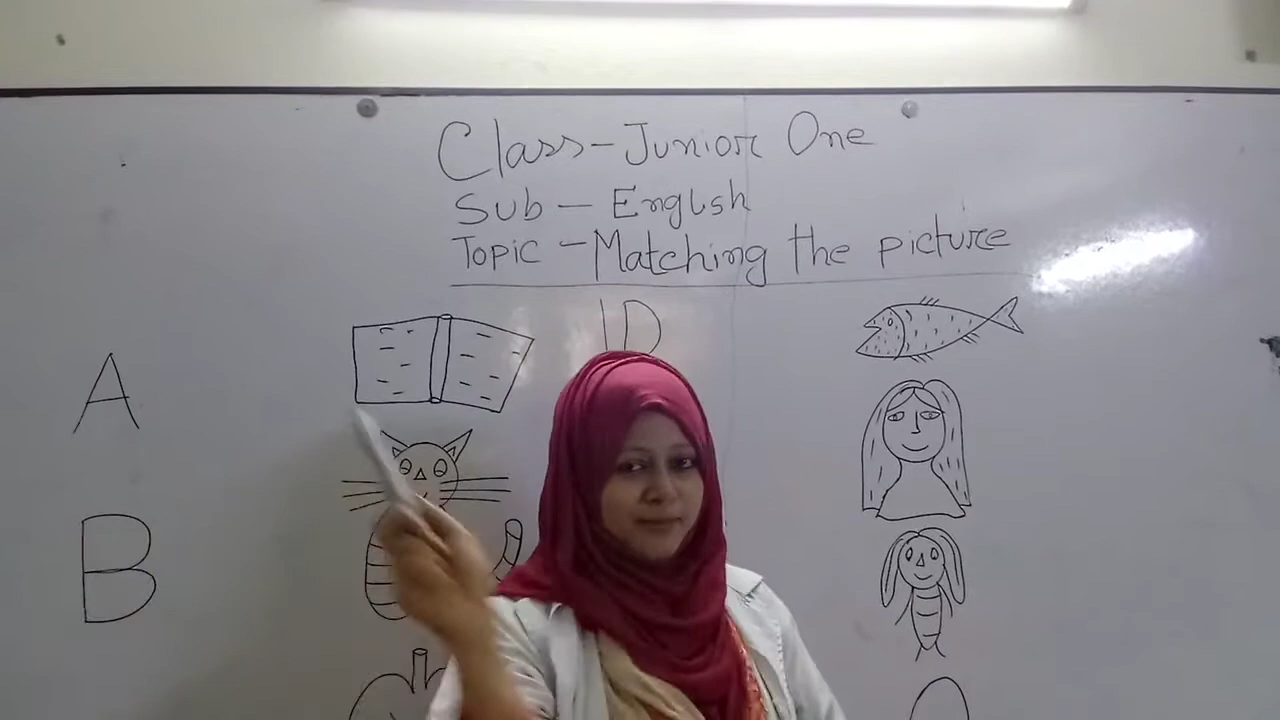 Class - Junior One
Sub - English
Topic - Matching the picture
D
A
B